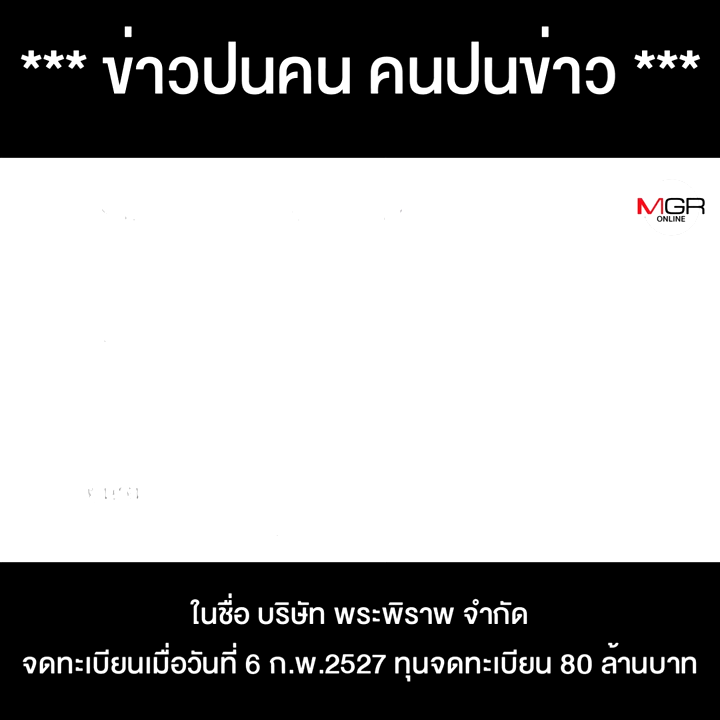 *** ข่าวปนคน คนปนข่าว ***
MGR
ONLINE
ในชื่อ บริษัท พระพิราพ จำกัด
จดทะเบียนเมื่อวันที่ 6 ก.พ.2527 ทุนจดทะเบียน 80 ล้านบาท